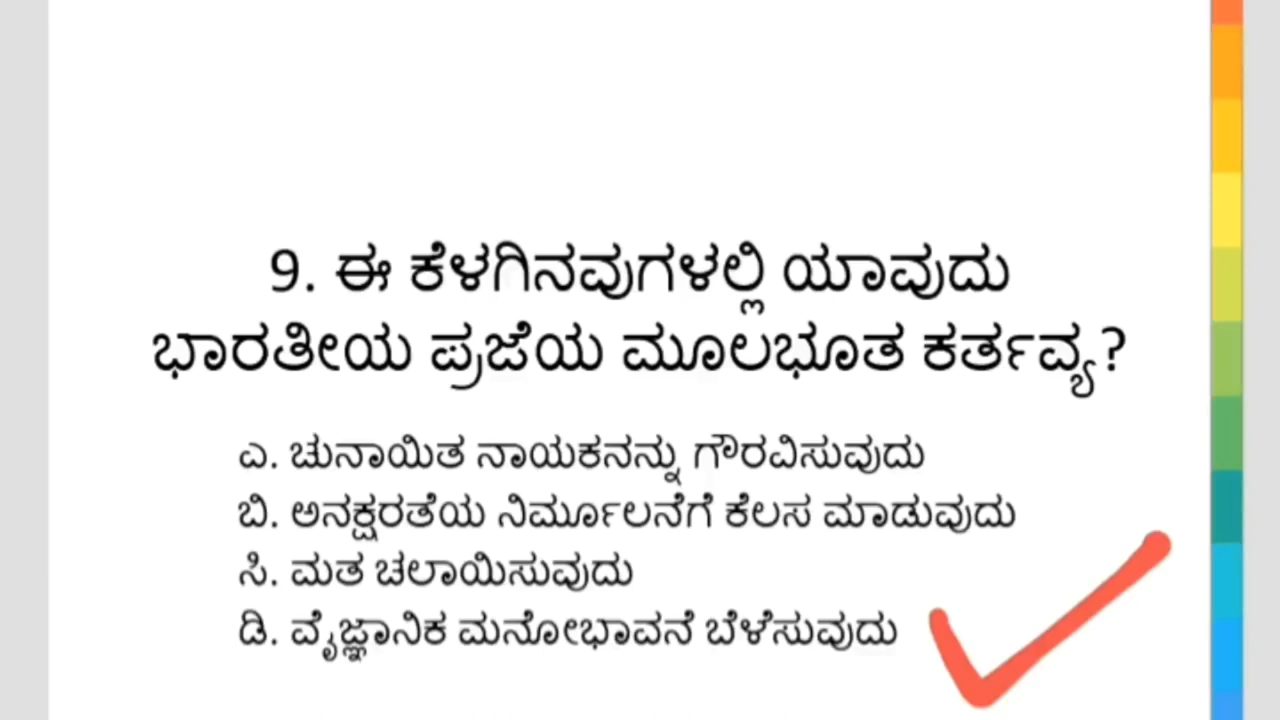 9. ಈ ಕೆಳಗಿನವುಗಳಲ್ಲಿ ಯಾವುದು
ಭಾರತೀಯ ಪ್ರಜೆಯ ಮೂಲಭೂತ ಕರ್ತವ್ಯ?
ಎ. ಚುನಾಯಿತ ನಾಯಕನನ್ನು ಗೌರವಿಸುವುದು
ಬಿ. ಅನಕ್ಷರತೆಯ ನಿರ್ಮೂಲನೆಗೆ ಕೆಲಸ ಮಾಡುವುದು
ಸಿ. ಮತ ಚಲಾಯಿಸುವುದು
ಡಿ. ವೈಜ್ಞಾನಿಕ ಮನೋಭಾವನೆ ಬೆಳೆಸುವುದು